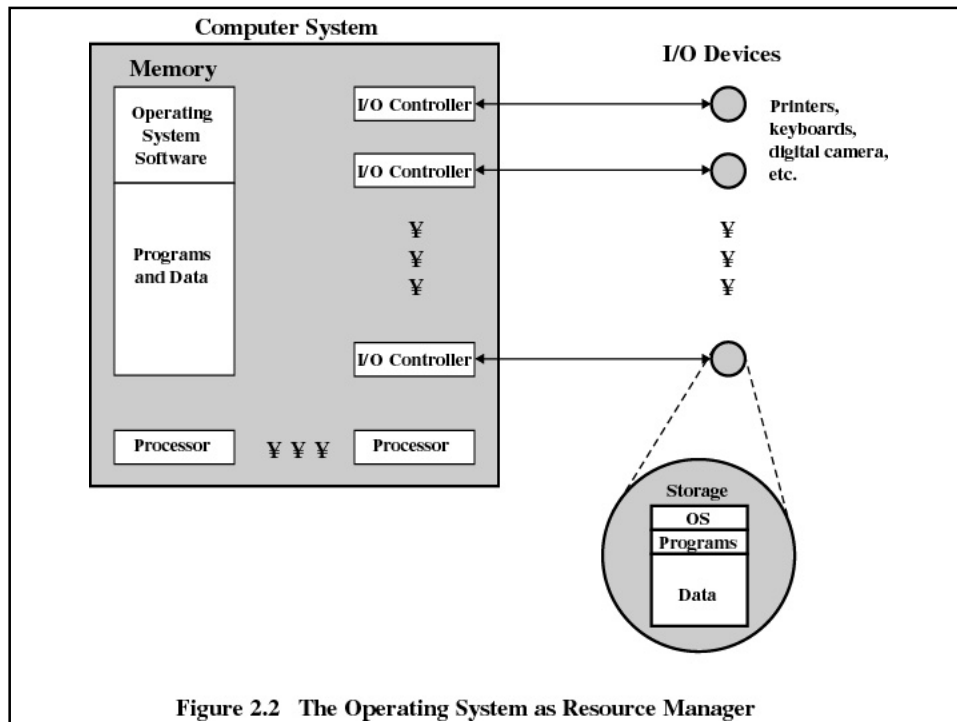 Computer System
I/O Devices
Memory
Operating
System
Software
Programs
and Data
I/O Controller
I/O Controller
¥
¥
¥
I/O Controller
Processor
¥ ¥ ¥
Processor
Printers,
keyboards,
digital camera,
etc.
¥
¥
¥
Storage
OS
Programs
Data
Figure 2.2 The Operating System as Resource Manager